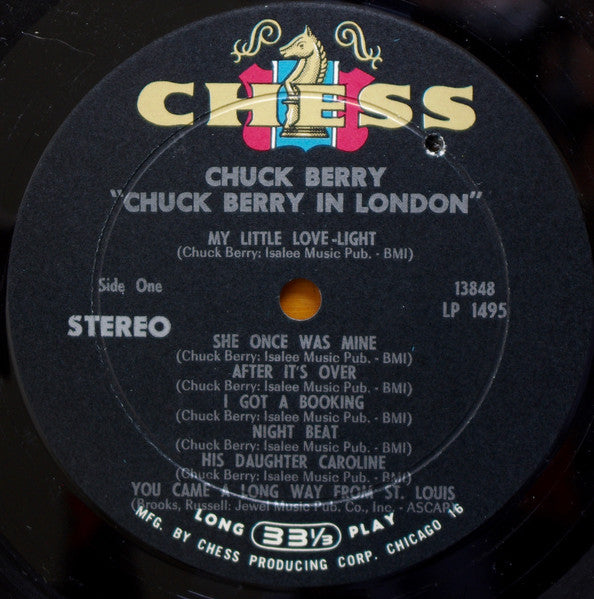 CHESS
CHUCK BERRY
"CHUCK BERRY IN LONDON"
MY LITTLE LOVE-LIGHT
(Chuck Berry: Isalee Music Pub. - BMI)
Side One
13848
LP 1495
STEREO
SHE ONCE WAS MINE
(Chuck Berry: Isalee Music Pub. - BMI)
AFTER IT'S OVER
(Chuck Berry: Isalee Music Pub. - BMI)
I GOT A BOOKING
(Chuck Berry: Isalee Music Pub. - BMI)
NIGHT BEAT
(Chuck Berry: Isalee Music Pub. - BMI)
HIS DAUGHTER CAROLINE
(Chuck Berry: Isalee Music Pub. - BMI)
YOU CAME A LONG WAY FROM ST. LOUIS
(Brooks, Russell: Jewel Music Pub. Co., Inc. - ASCAP)
LONG 33 1/3 PLAY
MFG. BY CHESS PRODUCING CORP. CHICAGO 16